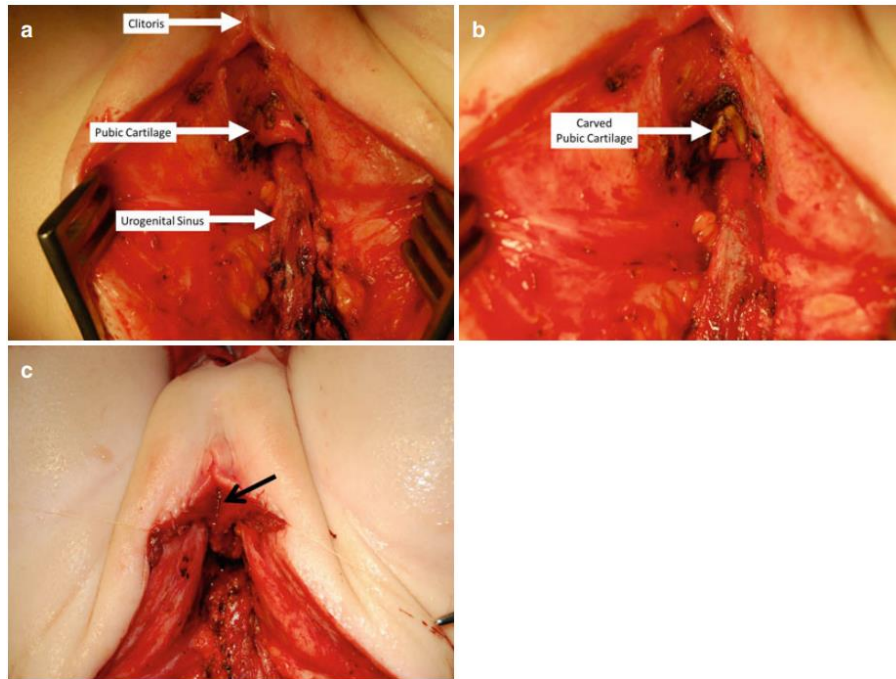 a
Clitoris
Pubic Cartilage
Urogenital Sinus
b
Carved
Pubic Cartilage
c